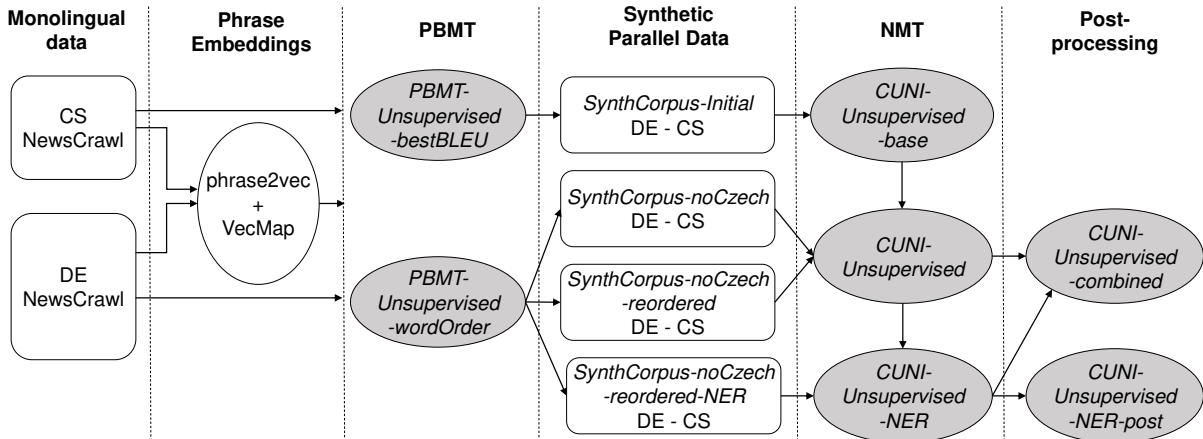 Monolingual
data
Phrase
Embeddings
PBMT
Synthetic
Parallel Data
NMT
Post-
processing
CS
NewsCrawl
DE
NewsCrawl
phrase2vec
+
VecMap
PBMT-
Unsupervised
-bestBLEU
PBMT-
Unsupervised
-wordOrder
SynthCorpus-Initial
DE - CS
SynthCorpus-noCzech
DE - CS
SynthCorpus-noCzech
-reordered
DE - CS
SynthCorpus-noCzech
-reordered-NER
DE - CS
CUNI-
Unsupervised
-base
CUNI-
Unsupervised
CUNI-
Unsupervised
-NER
CUNI-
Unsupervised
-combined
CUNI-
Unsupervised
-NER-post